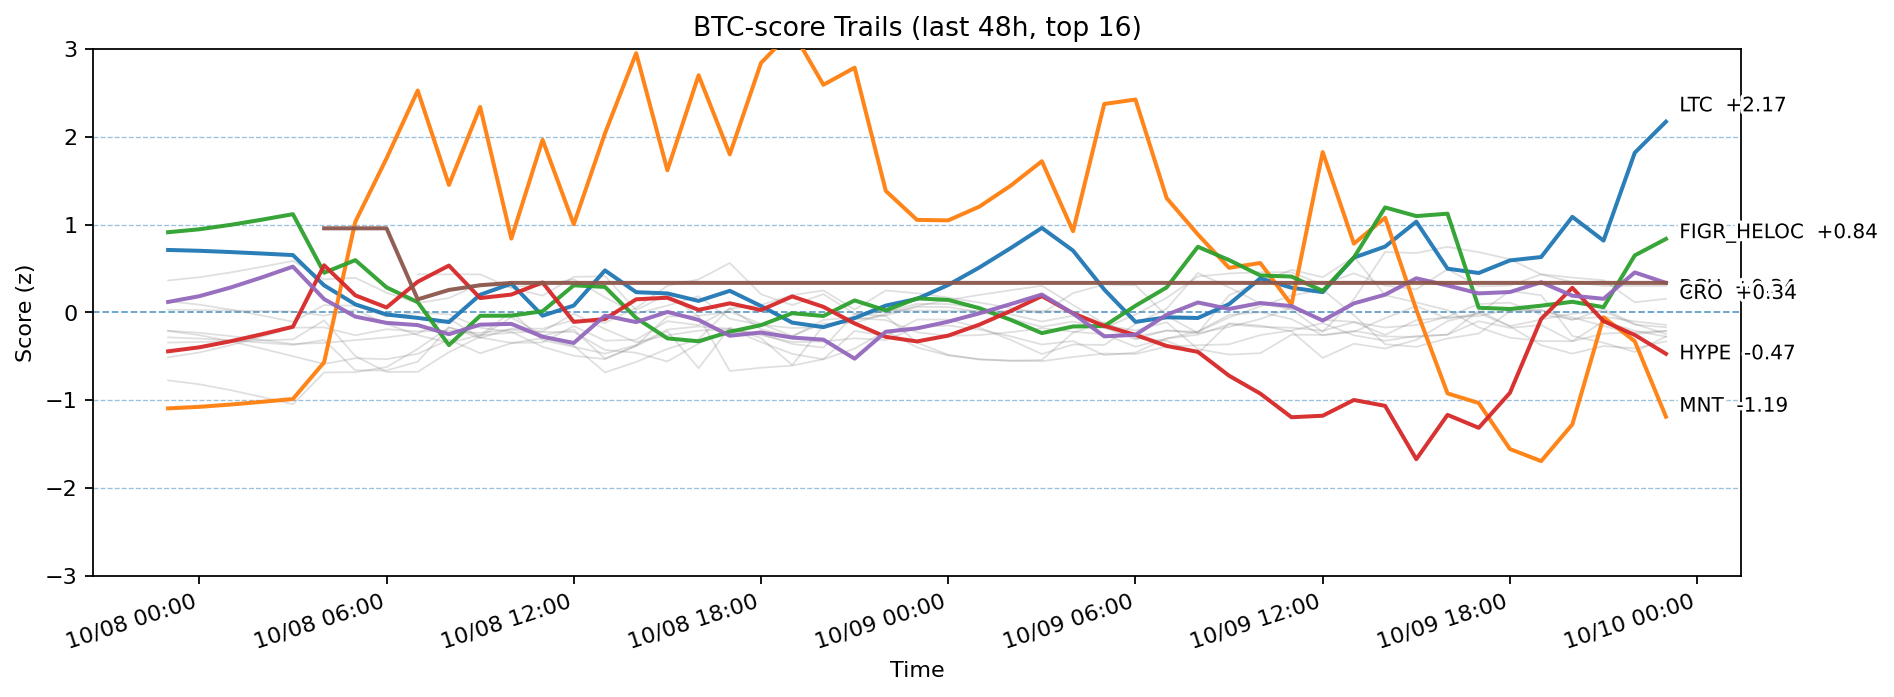 BTC-score Trails (last 48h, top 16)
Score (z)
3
2
1
0
−1
−2
−3
LTC +2.17
FIGR_HELOC +0.84
CRO +0.34
HYPE -0.47
MNT -1.19
10/08 00:00
10/08 06:00
10/08 12:00
10/08 18:00
10/09 00:00
10/09 06:00
10/09 12:00
10/09 18:00
10/10 00:00
Time